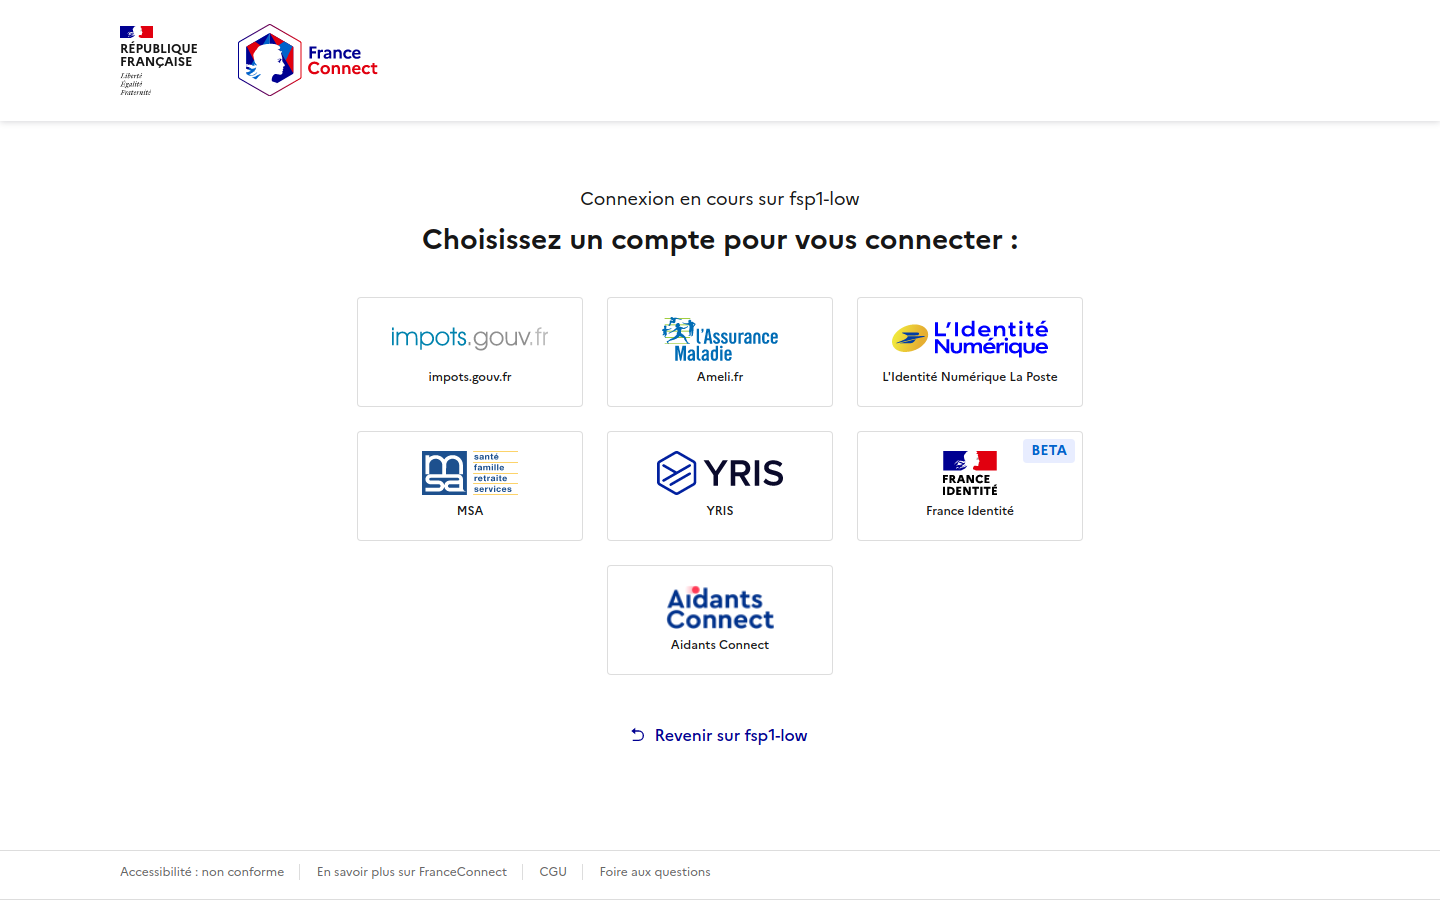 RÉPUBLIQUE
FRANÇAISE
Liberté
Égalité
Fraternité
France
Connect
Connexion en cours sur fsp1-low
Choisissez un compte pour vous connecter :
impots.gouv.fr
impots.gouv.fr
l'Assurance
Maladie
Ameli.fr
L'Identité
Numérique
L'Identité Numérique La Poste
msa
santé
famille
retraite
services
MSA
YRIS
YRIS
BETA
FRANCE
IDENTITÉ
France Identité
Aidants
Connect
Aidants Connect
Revenir sur fsp1-low
Accessibilité : non conforme
En savoir plus sur FranceConnect
CGU
Foire aux questions